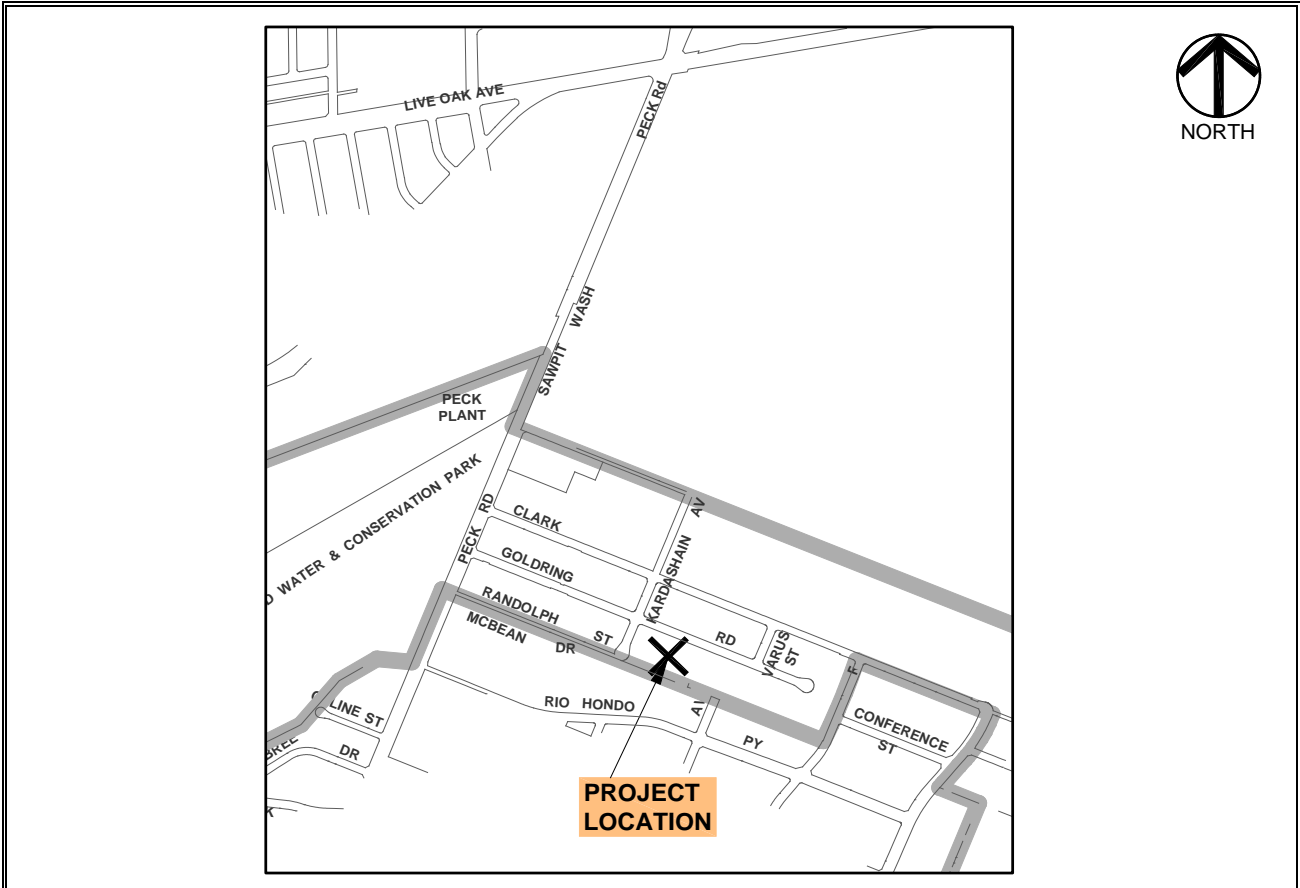 LIVE OAK AVE
PECK Rd
NORTH
SAWPIT WASH
PECK
PLANT
D WATER & CONSERVATION PARK
PECK RD
CLARK
KARDASHAIN AV
GOLDRING RD
RANDOLPH ST
MCBEAN DR
VARUS
ST
RIO HONDO PY
AV
LINE ST
DR
CONFERENCE
ST
PROJECT
LOCATION